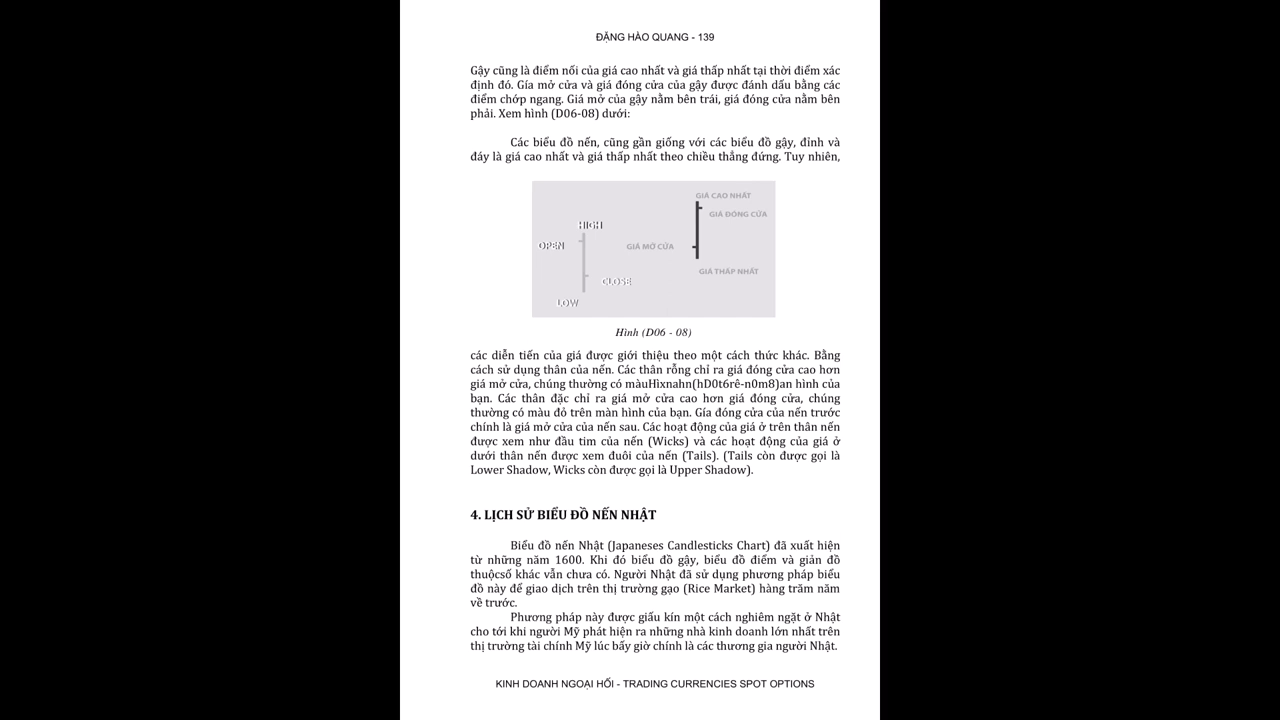 ĐẶNG HÀO QUANG - 139
Gậy cũng là điểm nối của giá cao nhất và giá thấp nhất tại thời điểm xác
định đó. Gía mở cửa và giá đóng cửa của gậy được đánh dấu bằng các
điểm chớp ngang. Giá mở của gậy nằm bên trái, giá đóng cửa nằm bên
phải. Xem hình (D06-08) dưới:
Các biểu đồ nến, cũng gần giống với các biểu đồ gậy, đỉnh và
đáy là giá cao nhất và giá thấp nhất theo chiều thẳng đứng. Tuy nhiên,
GIÁ CAO NHẤT
GIÁ ĐÓNG CỬA
HIGH
OPEN
GIÁ MỞ CỬA
GIÁ THẤP NHẤT
CLOSE
LOW
Hình (D06 - 08)
các diễn tiến của giá được giới thiệu theo một cách thức khác. Bằng
cách sử dụng thân của nến. Các thân rỗng chỉ ra giá đóng cửa cao hơn
giá mở cửa, chúng thường có màuHìxnahn(hD0t6rê-n0m8)an hình của
bạn. Các thân đặc chỉ ra giá mở cửa cao hơn giá đóng cửa, chúng
thường có màu đỏ trên màn hình của bạn. Gía đóng cửa của nến trước
chính là giá mở cửa của nến sau. Các hoạt động của giá ở trên thân nến
được xem như đầu tim của nến (Wicks) và các hoạt động của giá ở
dưới thân nến được xem đuôi của nến (Tails). (Tails còn được gọi là
Lower Shadow, Wicks còn được gọi là Upper Shadow).
4. LỊCH SỬ BIỂU ĐỒ NẾN NHẬT
Biểu đồ nến Nhật (Japaneses Candlesticks Chart) đã xuất hiện
từ những năm 1600. Khi đó biểu đồ gậy, biểu đồ điểm và giản đồ
thuộcsố khác vẫn chưa có. Người Nhật đã sử dụng phương pháp biểu
đồ này để giao dịch trên thị trường gạo (Rice Market) hàng trăm năm
về trước.
Phương pháp này được giấu kín một cách nghiêm ngặt ở Nhật
cho tới khi người Mỹ phát hiện ra những nhà kinh doanh lớn nhất trên
thị trường tài chính Mỹ lúc bấy giờ chính là các thương gia người Nhật.
KINH DOANH NGOẠI HỐI - TRADING CURRENCIES SPOT OPTIONS